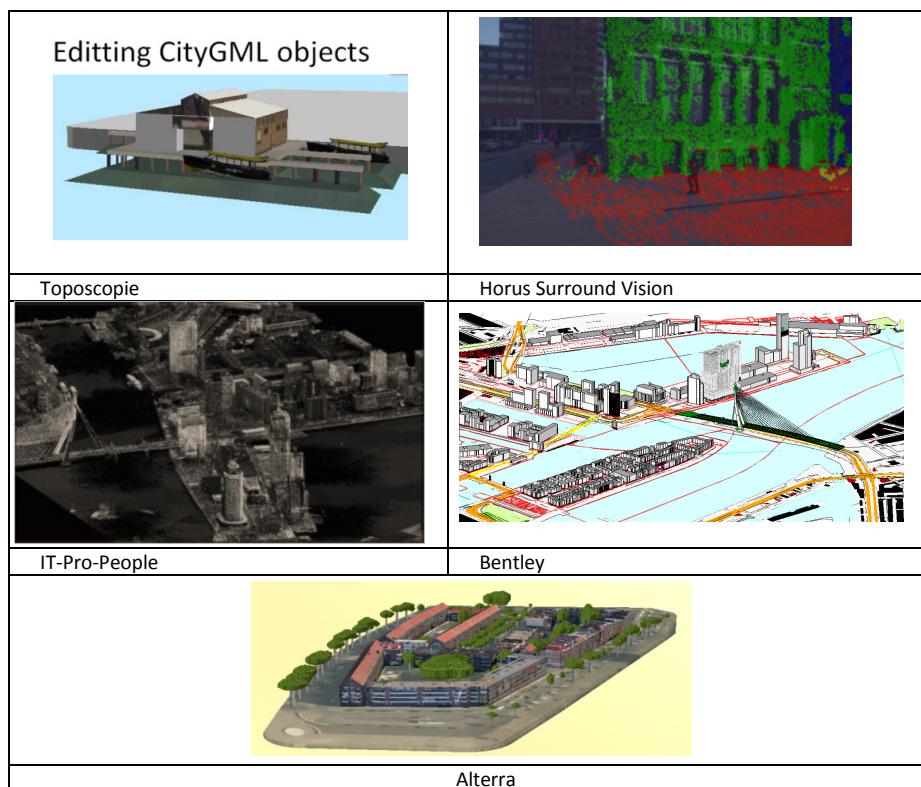 Editting CityGML objects
Toposcopie
Horus Surround Vision
IT-Pro-People
Bentley
Alterra